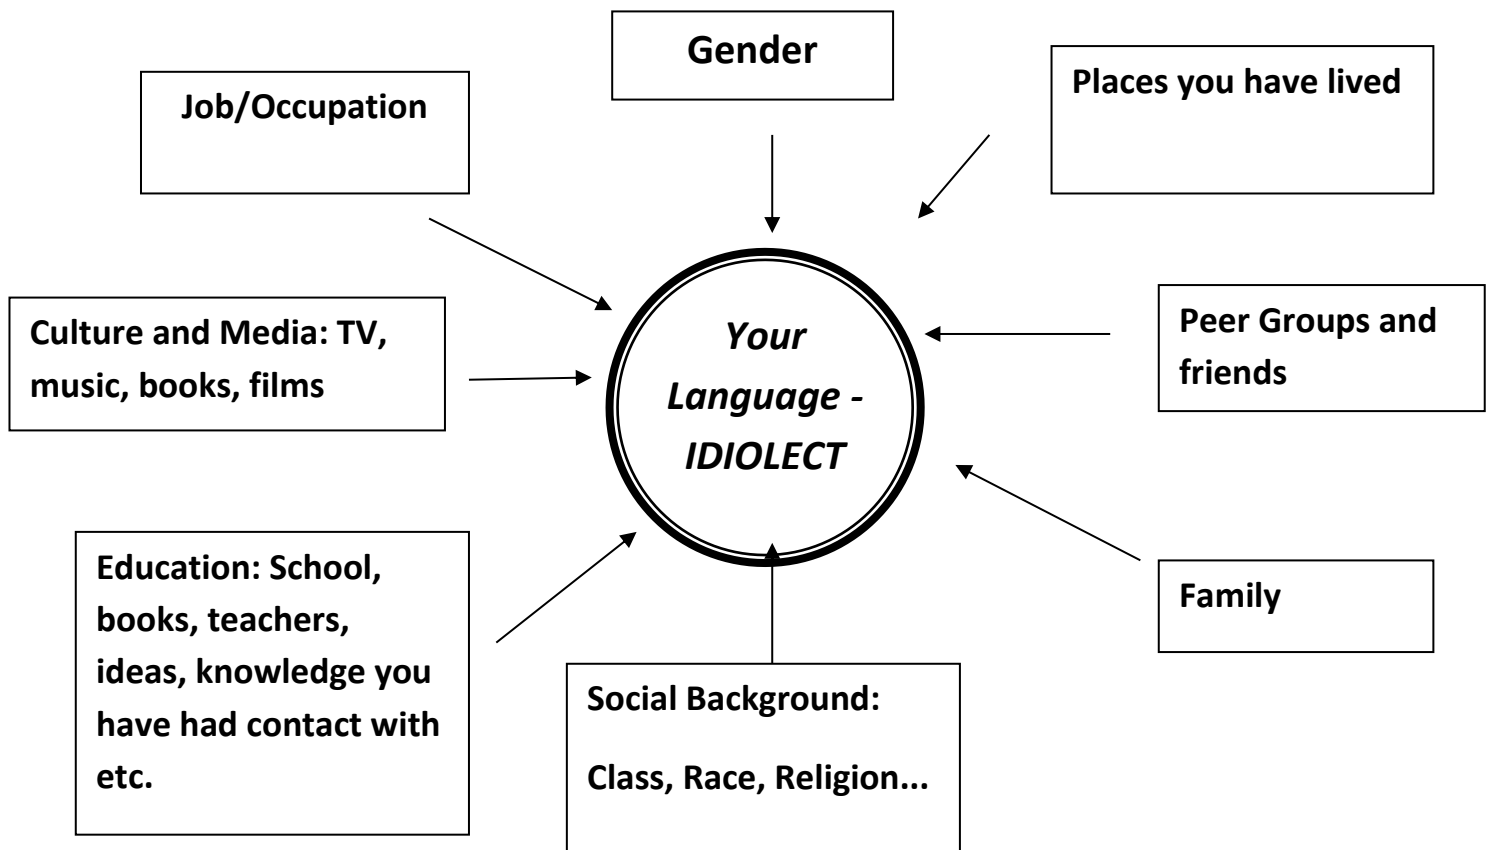 Gender
Places you have lived
Job/Occupation
Culture and Media: TV,
music, books, films
Your
Language -
IDIOLECT
Peer Groups and
friends
Education: School,
books, teachers,
ideas, knowledge you
have had contact with
etc.
Family
Social Background:
Class, Race, Religion...